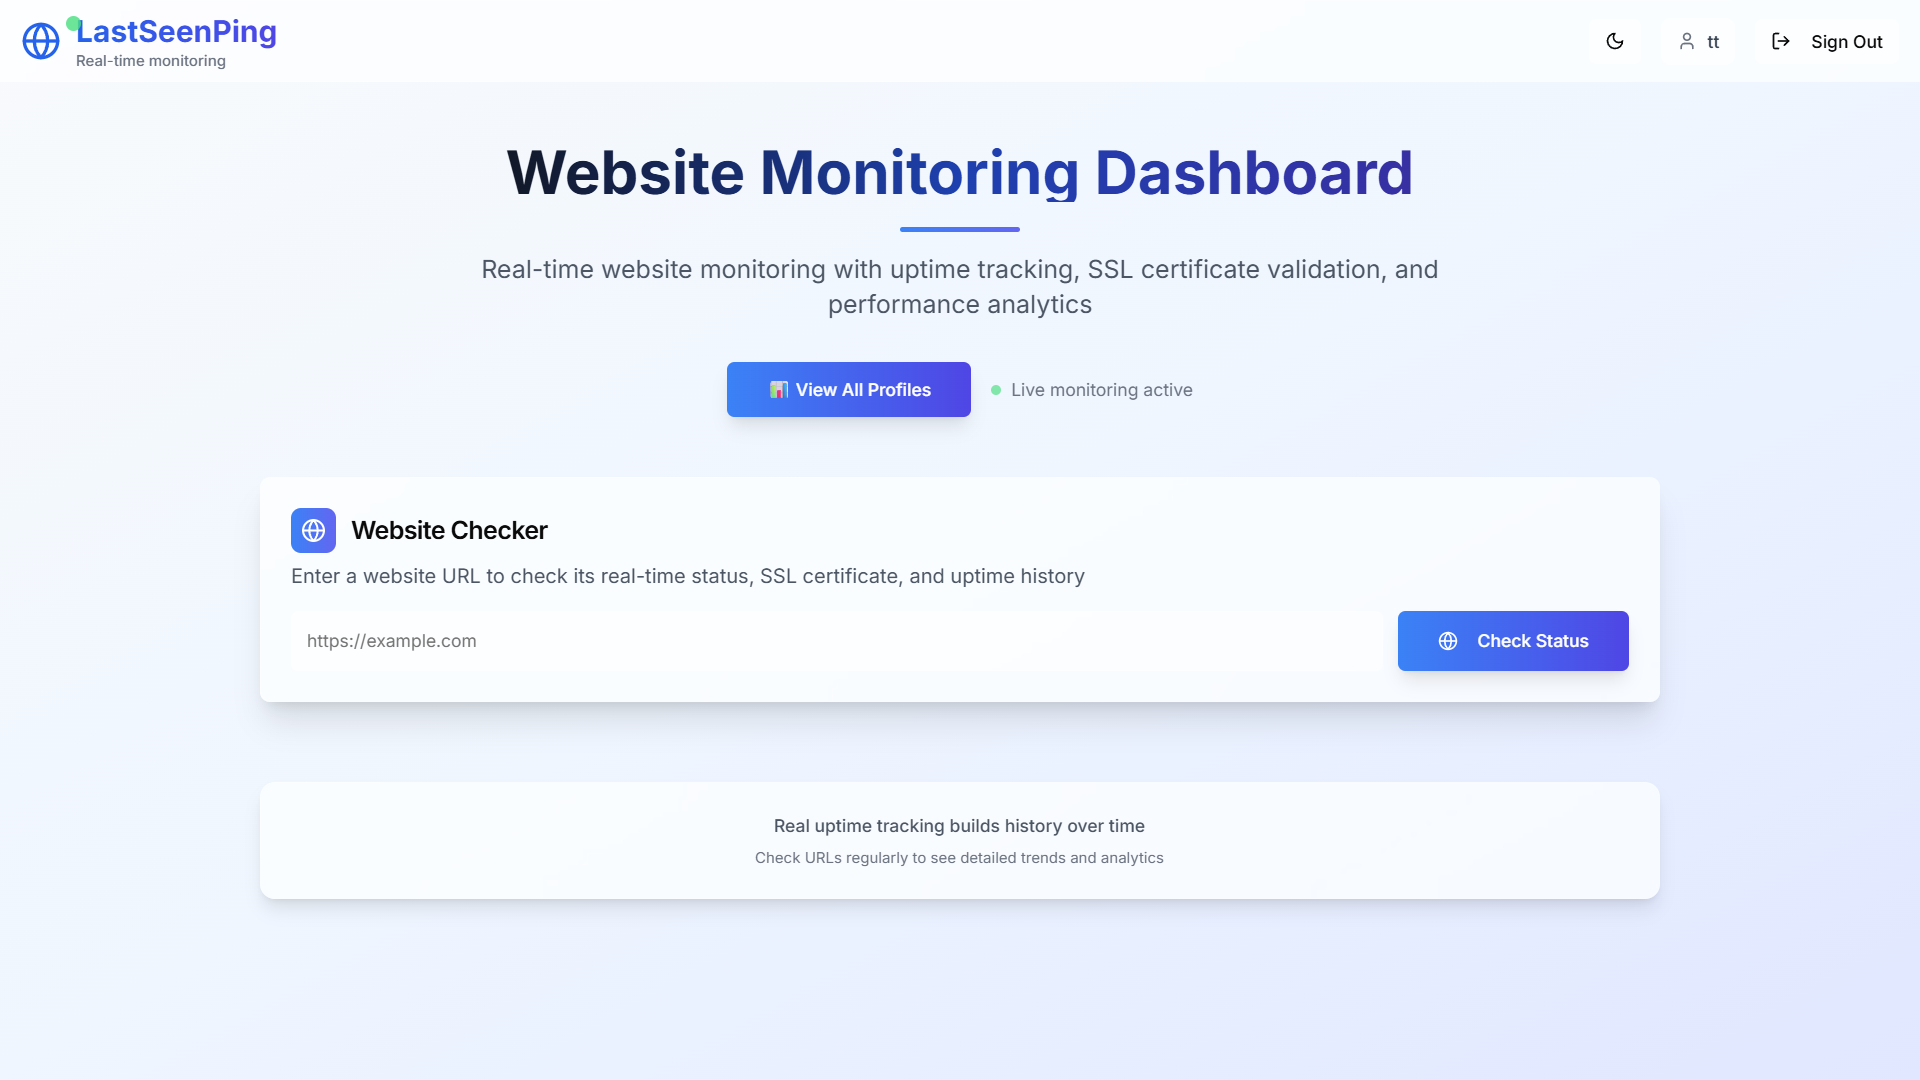 LastSeenPing
Real-time monitoring
tt
Sign Out
Website Monitoring Dashboard
Real-time website monitoring with uptime tracking, SSL certificate validation, and
performance analytics
View All Profiles
Live monitoring active
Website Checker
Enter a website URL to check its real-time status, SSL certificate, and uptime history
https://example.com
Check Status
Real uptime tracking builds history over time
Check URLs regularly to see detailed trends and analytics